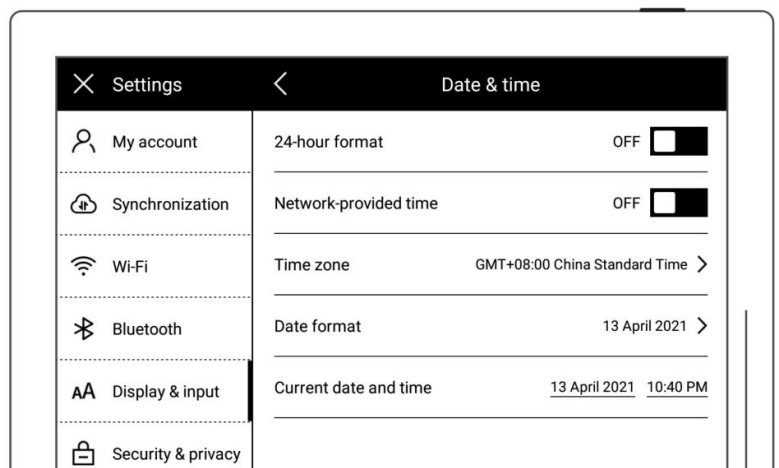 Settings
Date & time
My account
Synchronization
Wi-Fi
Bluetooth
AA Display & input
Security & privacy
24-hour format OFF
Network-provided time OFF
Time zone GMT+08:00 China Standard Time
Date format 13 April 2021
Current date and time 13 April 2021 10:40 PM